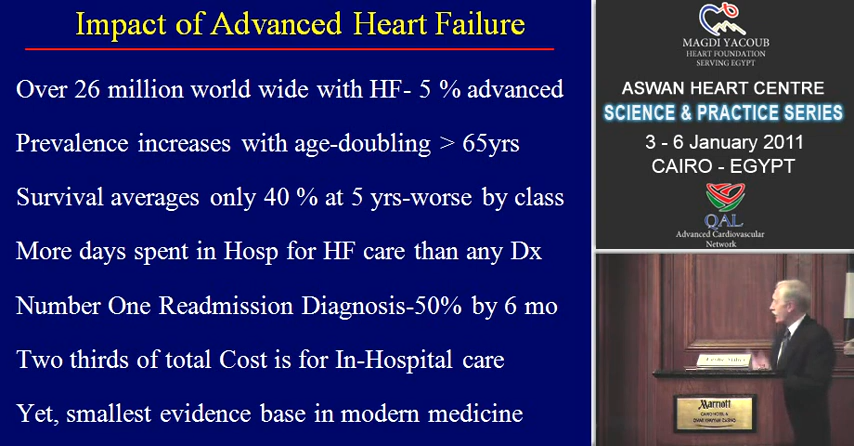 Impact of Advanced Heart Failure
Over 26 million world wide with HF- 5 % advanced
Prevalence increases with age-doubling > 65yrs
Survival averages only 40 % at 5 yrs-worse by class
More days spent in Hosp for HF care than any Dx
Number One Readmission Diagnosis-50% by 6 mo
Two thirds of total Cost is for In-Hospital care
Yet, smallest evidence base in modern medicine
MAGDI YACOUB
HEART FOUNDATION
SERVING EGYPT
ASWAN HEART CENTRE
SCIENCE & PRACTICE SERIES
3 - 6 January 2011
CAIRO - EGYPT
QAL
Advanced Cardiovascular
Network
Marriott
CAIRO HOTEL &